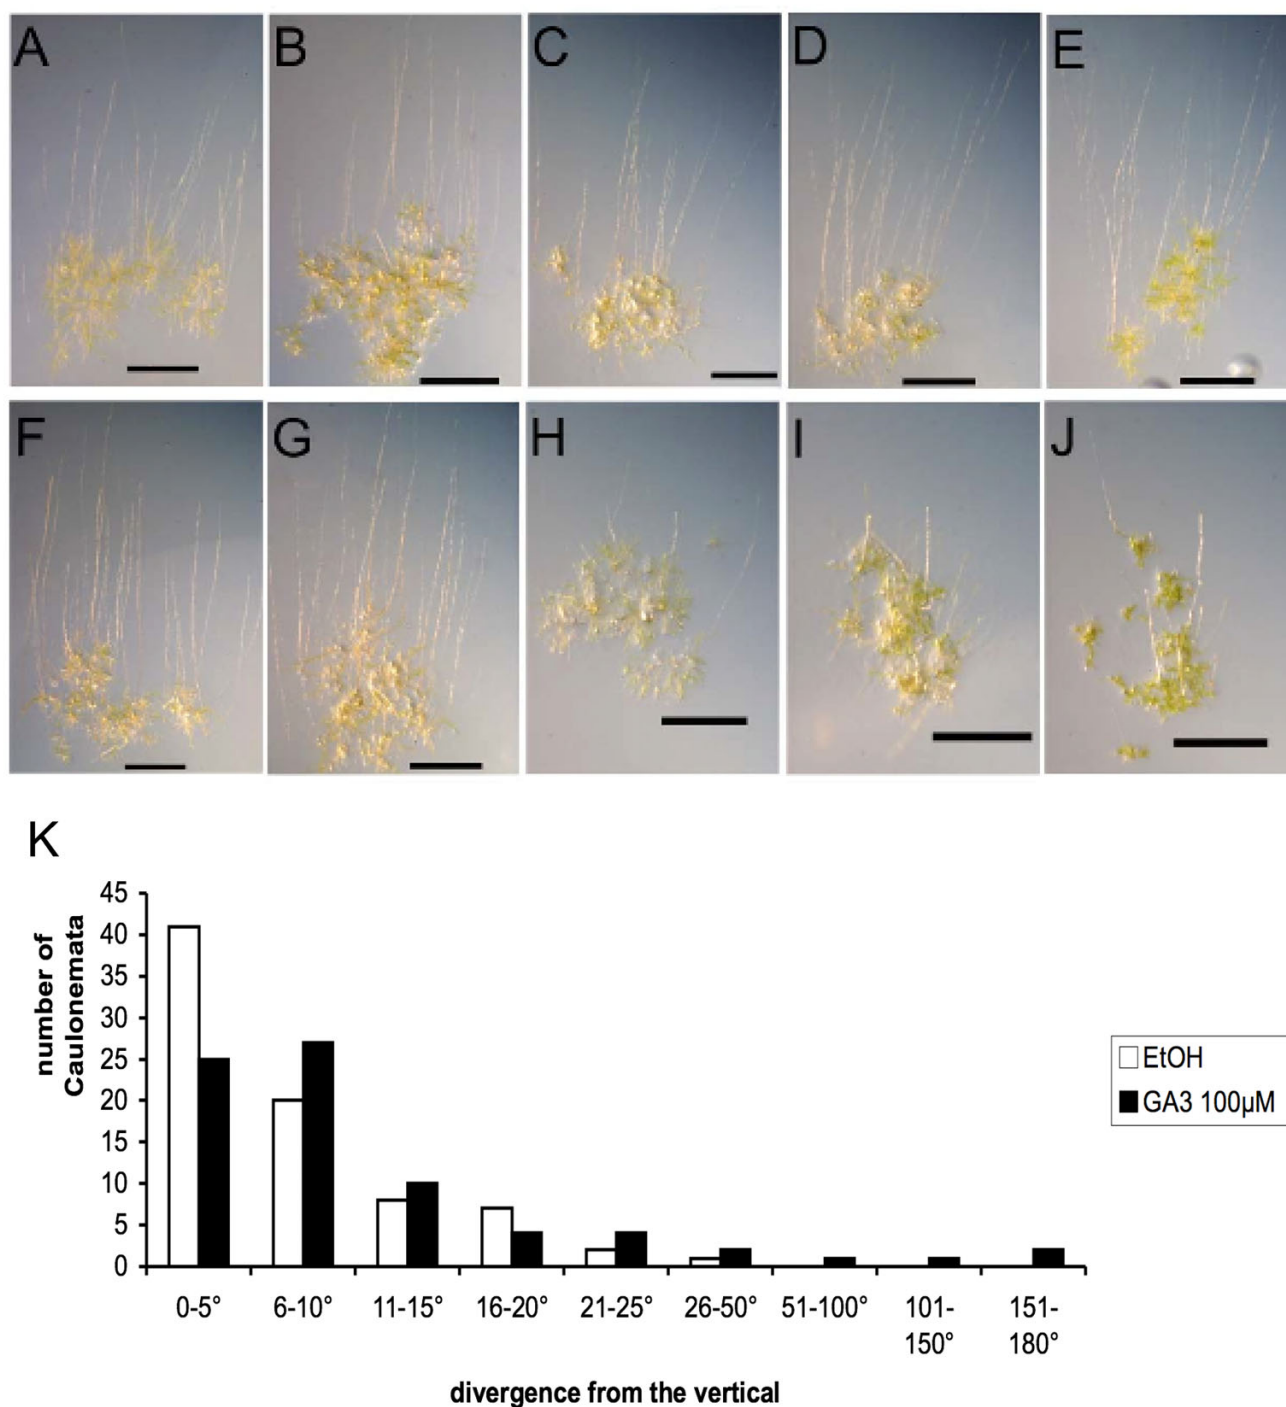 A B C D E
F G H I J
K
45
40
35
30
25
20
15
10
5
0
number of
Caulonemata
0-5° 6-10° 11-15° 16-20° 21-25° 26-50° 51-100° 101- 151-
150° 180°
divergence from the vertical
EtOH
GA3 100µM